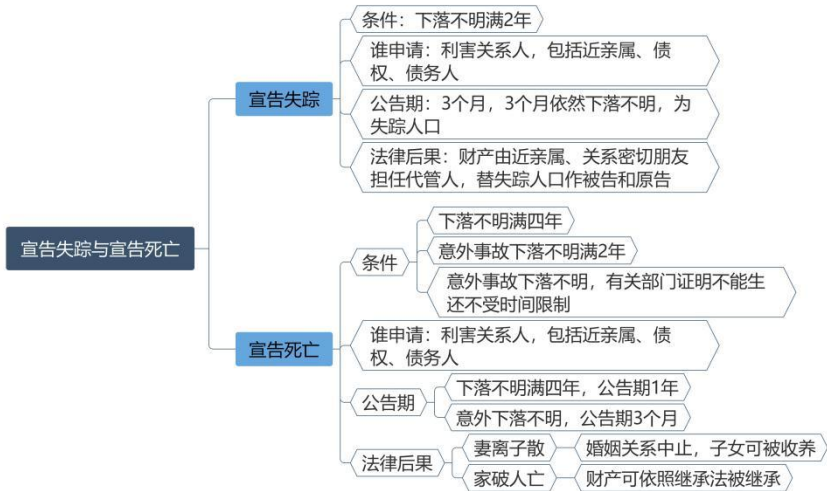 宣告失踪与宣告死亡
宣告失踪
条件：下落不明满2年
谁申请：利害关系人，包括近亲属、债
权、债务人
公告期：3个月，3个月依然下落不明，为
失踪人口
法律后果：财产由近亲属、关系密切朋友
担任代管人，替失踪人口作被告和原告
宣告死亡
条件
下落不明满四年
意外事故下落不明满2年
意外事故下落不明，有关部门证明不能生
还不受时间限制
谁申请：利害关系人，包括近亲属、债
权、债务人
公告期
下落不明满四年，公告期1年
意外下落不明，公告期3个月
法律后果
妻离子散
婚姻关系中止，子女可被收养
家破人亡
财产可依照继承法被继承